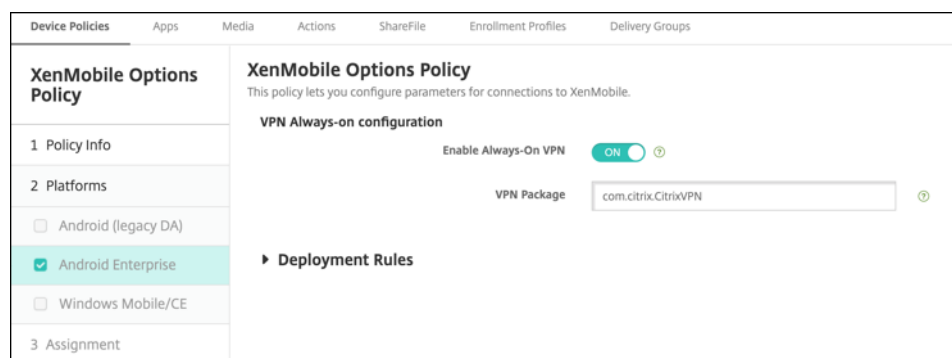 Device Policies Apps Media Actions ShareFile Enrollment Profiles Delivery Groups
XenMobile Options
Policy
1 Policy Info
2 Platforms
Android (legacy DA)
Android Enterprise
Windows Mobile/CE
3 Assignment
XenMobile Options Policy
This policy lets you configure parameters for connections to XenMobile.
VPN Always-on configuration
Enable Always-On VPN ON ?
VPN Package com.citrix.CitrixVPN ?
Deployment Rules